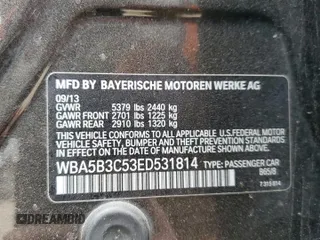 MFD BY BAYERISCHE MOTOREN WERKE AG
09/13
GVWR 5379 lbs 2440 kg
GAWR FRONT 2701 lbs 1225 kg
GAWR REAR 2910 lbs 1320 kg
THIS VEHICLE CONFORMS TO ALL APPLICABLE U.S.FEDERAL MOTOR
VEHICLE SAFETY, BUMPER, AND THEFT PREVENTION STANDARDS
IN EFFECT ON THE DATE OF MANUFACTURE SHOWN ABOVE.
WBA5B3C53ED531814 TYPE: PASSENGER CAR
DREAMBID